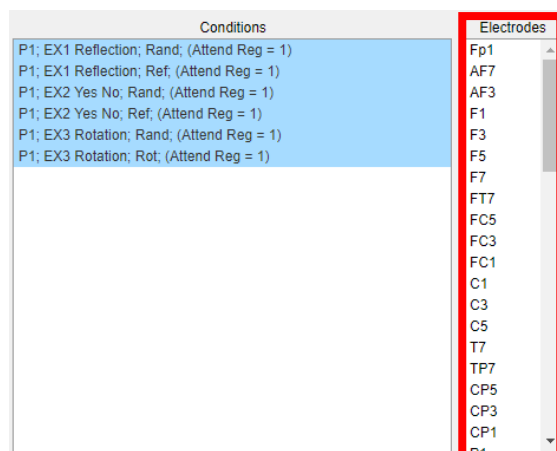 Conditions
P1; EX1 Reflection; Rand; (Attend Reg = 1)
P1; EX1 Reflection; Ref; (Attend Reg = 1)
P1; EX2 Yes No; Rand; (Attend Reg = 1)
P1; EX2 Yes No; Ref; (Attend Reg = 1)
P1; EX3 Rotation; Rand; (Attend Reg = 1)
P1; EX3 Rotation; Rot; (Attend Reg = 1)
Electrodes
Fp1
AF7
AF3
F1
F3
F5
F7
FT7
FC5
FC3
FC1
C1
C3
C5
T7
TP7
CP5
CP3
CP1